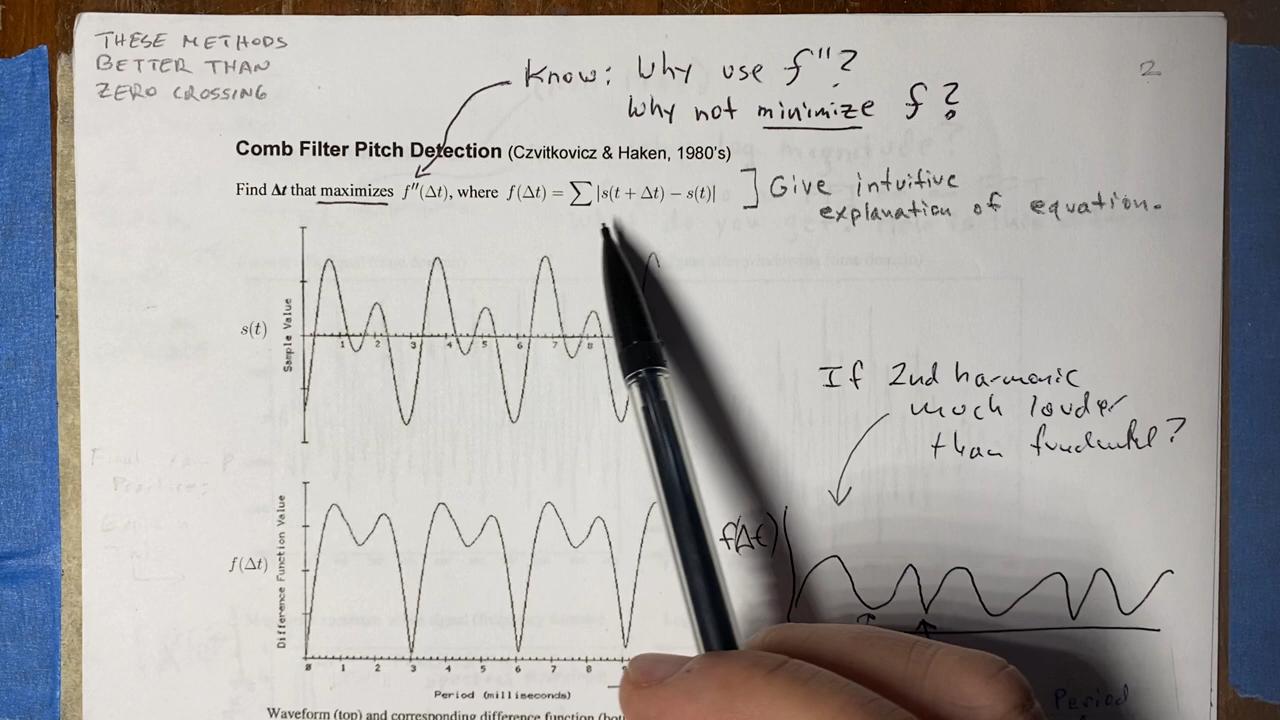 THESE METHODS
BETTER THAN
ZERO CROSSING
Know: Why use f''?
Why not minimize f?
2
Comb Filter Pitch Detection (Czvitkovicz & Haken, 1980's)
Find Δt that maximizes f''(Δt), where f(Δt) = ∑ |s(t + Δt) − s(t)|
] Give intuitive
explanation of equation.
s(t)
Sample Value
1 2 3 4 5 6 7 8
If 2nd harmonic
much louder
than
f(Δt)
Difference Function Value
0 1 2 3 4 5 6 7 8 9
Period (milliseconds)
f(Δt)
Period
Waveform (top) and corresponding difference function